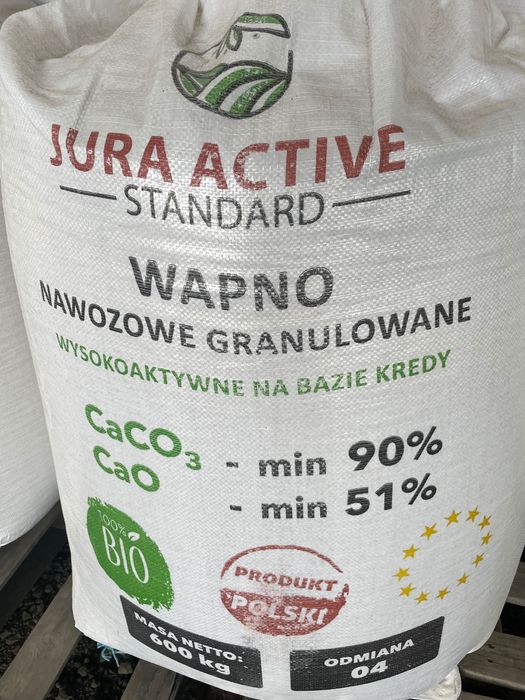 JURA ACTIVE
STANDARD
WAPNO
NAWOZOWE GRANULOWANE
WYSOKOAKTYWNE NA BAZIE KREDY
CaCO₃ - min 90%
CaO - min 51%
100%
BIO
PRODUKT
POLSKI
MASA NETTO:
600 kg
ODMIANA
04